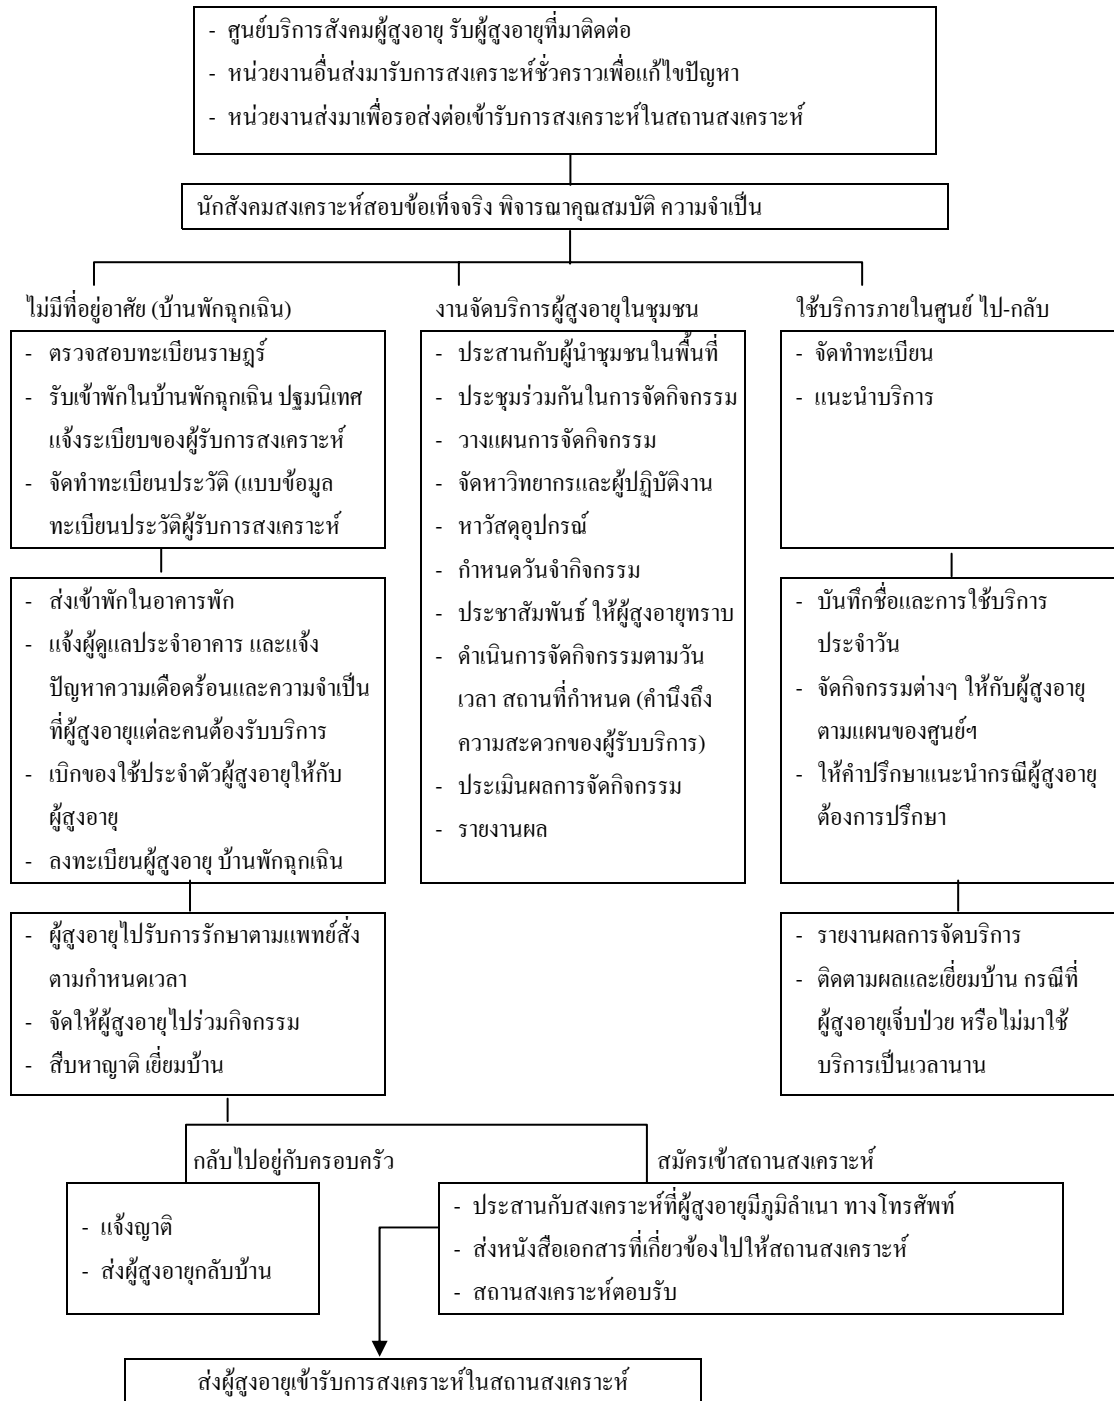 - ศูนย์บริการสังคมผู้สูงอายุ รับผู้สูงอายุที่มาติดต่อ
- หน่วยงานอื่นส่งมารับการสงเคราะห์ชั่วคราวเพื่อแก้ไขปัญหา
- หน่วยงานส่งมาเพื่อรอส่งต่อเข้ารับการสงเคราะห์ในสถานสงเคราะห์
นักสังคมสงเคราะห์สอบข้อเท็จจริง พิจารณาคุณสมบัติ ความจำเป็น
ไม่มีที่อยู่อาศัย (บ้านพักฉุกเฉิน)
- ตรวจสอบทะเบียนราษฎร์
- รับเข้าพักในบ้านพักฉุกเฉิน ปฐมนิเทศ
แจ้งระเบียบของผู้รับการสงเคราะห์
- จัดทำทะเบียนประวัติ (แบบข้อมูล
ทะเบียนประวัติผู้รับการสงเคราะห์
- ส่งเข้าพักในอาคารพัก
- แจ้งผู้ดูแลประจำอาคาร และแจ้ง
ปัญหาความเดือดร้อนและความจำเป็น
ที่ผู้สูงอายุแต่ละคนต้องรับบริการ
- เบิกของใช้ประจำตัวผู้สูงอายุให้กับ
ผู้สูงอายุ
- ลงทะเบียนผู้สูงอายุ บ้านพักฉุกเฉิน
- ผู้สูงอายุไปรับการรักษาตามแพทย์สั่ง
ตามกำหนดเวลา
- จัดให้ผู้สูงอายุไปร่วมกิจกรรม
- สืบหาญาติ เยี่ยมบ้าน
งานจัดบริการผู้สูงอายุในชุมชน
- ประสานกับผู้นำชุมชนในพื้นที่
- ประชุมร่วมกันในการจัดกิจกรรม
- วางแผนการจัดกิจกรรม
- จัดหาวิทยากรและผู้ปฏิบัติงาน
- หาวัสดุอุปกรณ์
- กำหนดวันจำกิจกรรม
- ประชาสัมพันธ์ ให้ผู้สูงอายุทราบ
- ดำเนินการจัดกิจกรรมตามวัน
เวลา สถานที่กำหนด (คำนึงถึง
ความสะดวกของผู้รับบริการ)
- ประเมินผลการจัดกิจกรรม
- รายงานผล
ใช้บริการภายในศูนย์ ไป-กลับ
- จัดทำทะเบียน
- แนะนำบริการ
- บันทึกชื่อและการใช้บริการ
ประจำวัน
- จัดกิจกรรมต่างๆ ให้กับผู้สูงอายุ
ตามแผนของศูนย์ฯ
- ให้คำปรึกษาแนะนำกรณีผู้สูงอายุ
ต้องการปรึกษา
- รายงานผลการจัดบริการ
- ติดตามผลและเยี่ยมบ้าน กรณีที่
ผู้สูงอายุเจ็บป่วย หรือไม่มาใช้
บริการเป็นเวลานาน
กลับไปอยู่กับครอบครัว
- แจ้งญาติ
- ส่งผู้สูงอายุกลับบ้าน
สมัครเข้าสถานสงเคราะห์
- ประสานกับสงเคราะห์ที่ผู้สูงอายุมีภูมิลำเนา ทางโทรศัพท์
- ส่งหนังสือเอกสารที่เกี่ยวข้องไปให้สถานสงเคราะห์
- สถานสงเคราะห์ตอบรับ
ส่งผู้สูงอายุเข้ารับการสงเคราะห์ในสถานสงเคราะห์